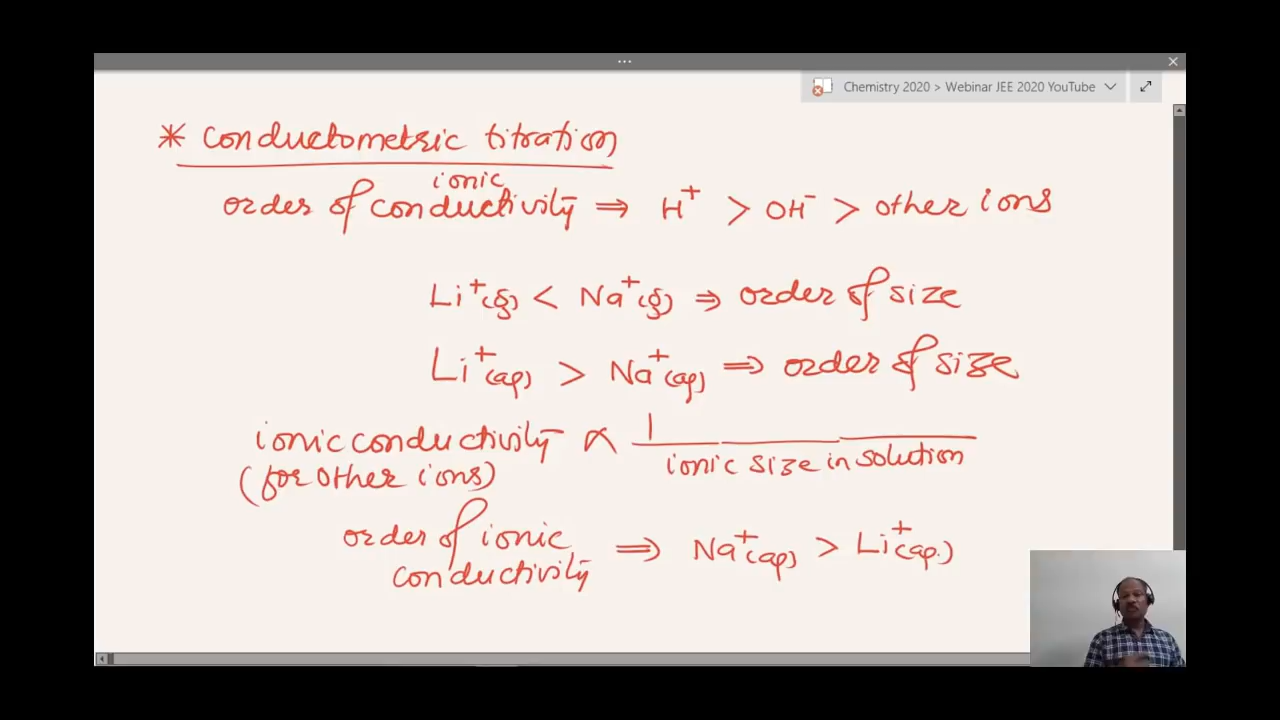 Chemistry 2020 > Webinar JEE 2020 YouTube
* conductometric titration
order of ionic conductivity ⇒ H⁺ > OH⁻ > other ions
Li⁺(g) < Na⁺(g) ⇒ order of size
Li⁺(aq) > Na⁺(aq) ⇒ order of size
ionic conductivity ∝ 1 / ionic size in solution
(for other ions)
order of ionic conductivity ⇒ Na⁺(aq) > Li⁺(aq.)